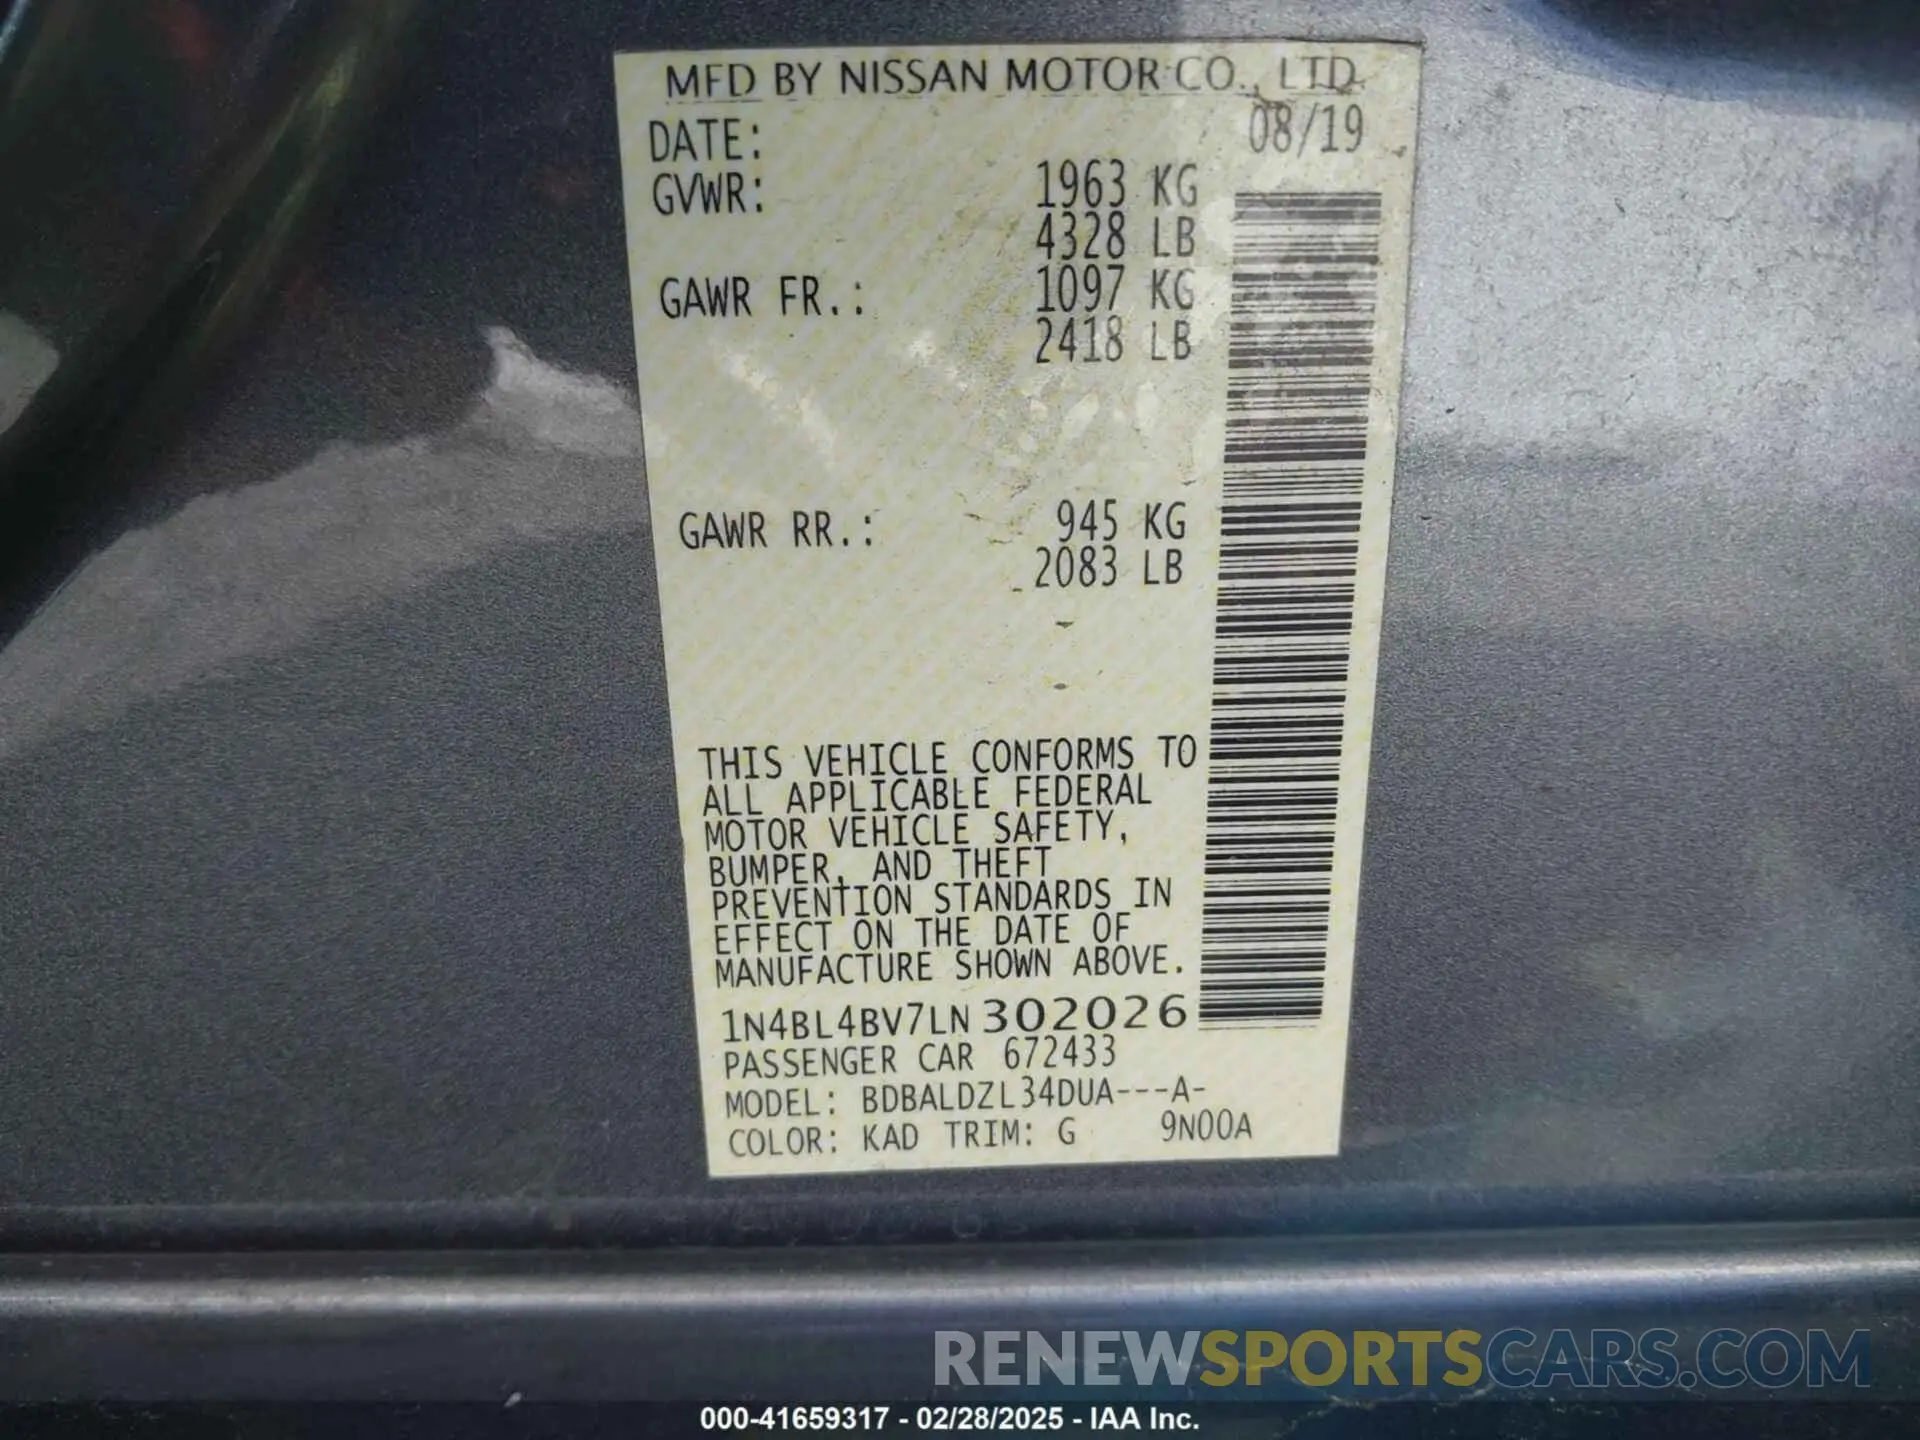 MFD BY NISSAN MOTOR CO., LTD.
DATE: 08/19
GVWR: 1963 KG
4328 LB
GAWR FR.: 1097 KG
2418 LB
GAWR RR.: 945 KG
2083 LB
THIS VEHICLE CONFORMS TO
ALL APPLICABLE FEDERAL
MOTOR VEHICLE SAFETY,
BUMPER, AND THEFT
PREVENTION STANDARDS IN
EFFECT ON THE DATE OF
MANUFACTURE SHOWN ABOVE.
1N4BL4BV7LN302026
PASSENGER CAR 672433
MODEL: BDBALDZL34DUA---A-
COLOR: KAD TRIM: G 9N00A
RENEWSPORTSCARS.COM
000-41659317 - 02/28/2025 - IAA Inc.